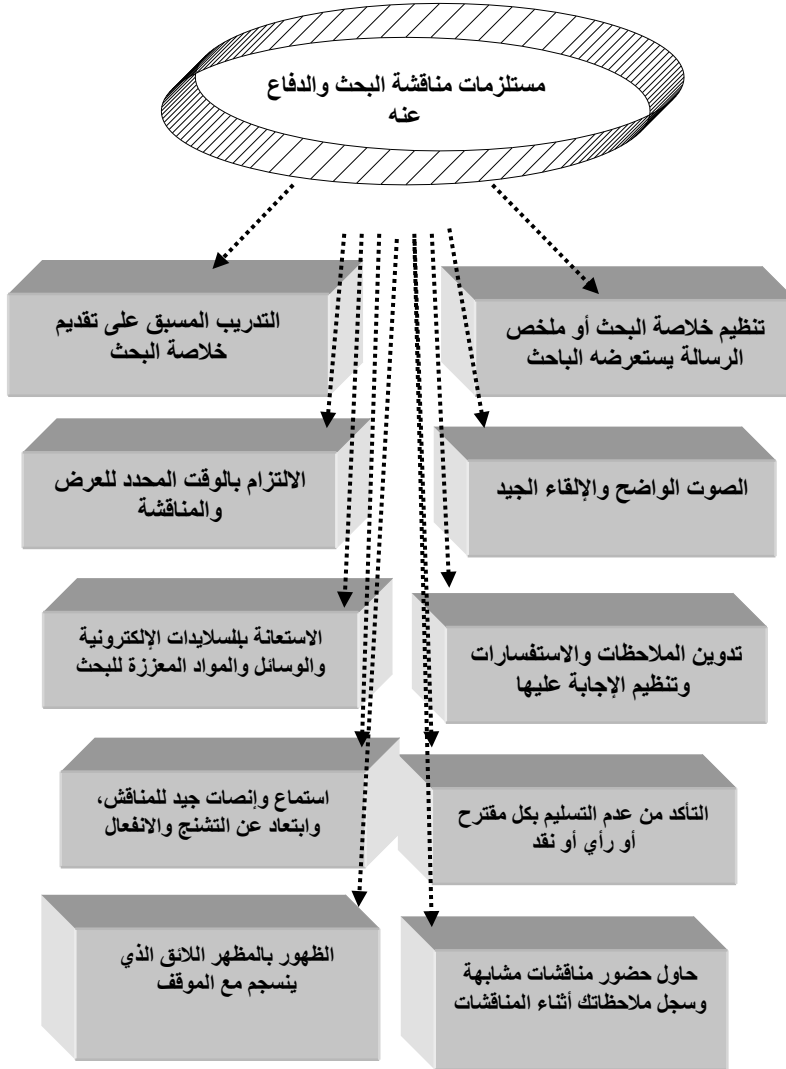 مستلزمات مناقشة البحث والدفاع
عنه
تنظيم خلاصة البحث أو ملخص
الرسالة يستعرضه الباحث
التدريب المسبق على تقديم
خلاصة البحث
الصوت الواضح والإلقاء الجيد
الالتزام بالوقت المحدد للعرض
والمناقشة
تدوين الملاحظات والاستفسارات
وتنظيم الإجابة عليها
الاستعانة بلسلايدات الإلكترونية
والوسائل والمواد المعززة للبحث
التأكد من عدم التسليم بكل مقترح
أو رأي أو نقد
استماع وإنصات جيد للمناقش،
وابتعاد عن التشنج والانفعال
حاول حضور مناقشات مشابهة
وسجل ملاحظاتك أثناء المناقشات
الظهور بالمظهر اللائق الذي
ينسجم مع الموقف